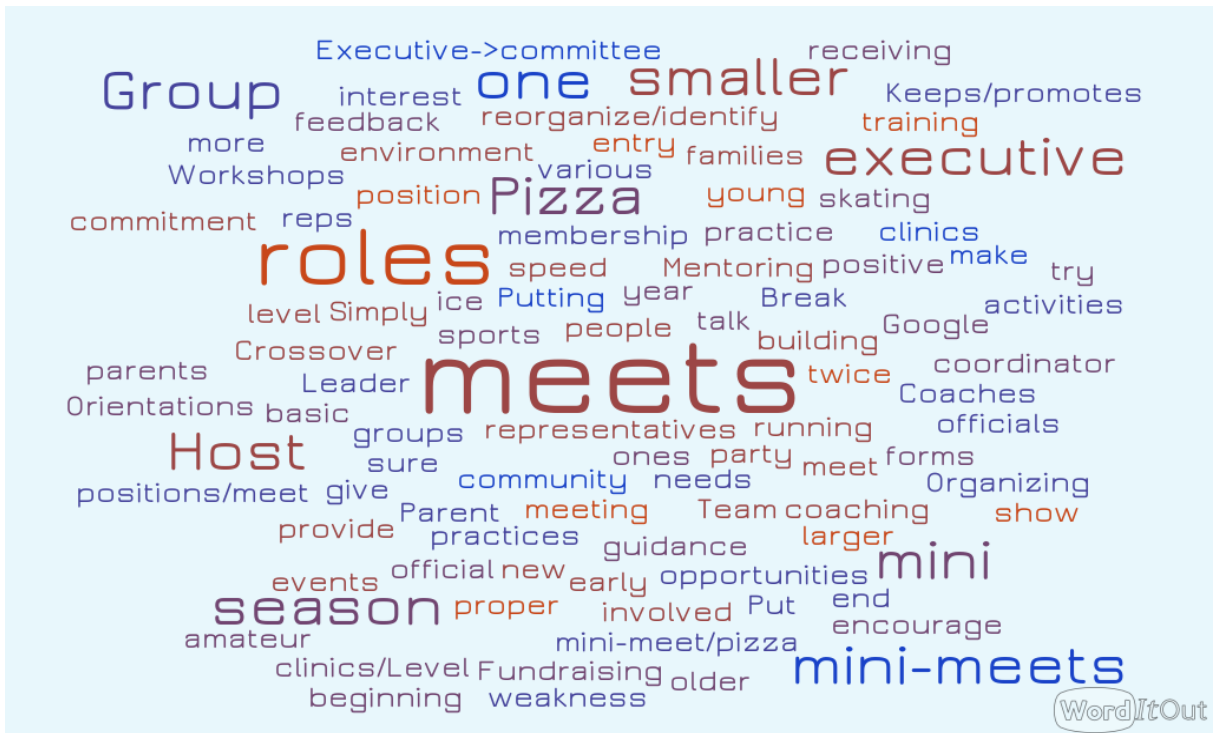 Executive->committee receiving
Group one smaller
interest Keeps/promotes
feedback reorganize/identify training
more environment entry families executive
Workshops various
position Pizza young skating
commitment reps
roles membership practice clinics
speed Mentoring positive make try
level Simply ice Putting year Break activities
sports people talk building Google
Crossover meets coordinator
parents Leader twice Coaches
Orientations basic
groups representatives running officials
Host sure ones party meet forms
positions/meet give community needs Organizing
Parent meeting Team coaching show
provide practices guidance larger
events official new early opportunities mini
season proper involved Put end
amateur mini-meet/pizza encourage
clinics/Level Fundraising older mini-meets
beginning weakness
WordItOut